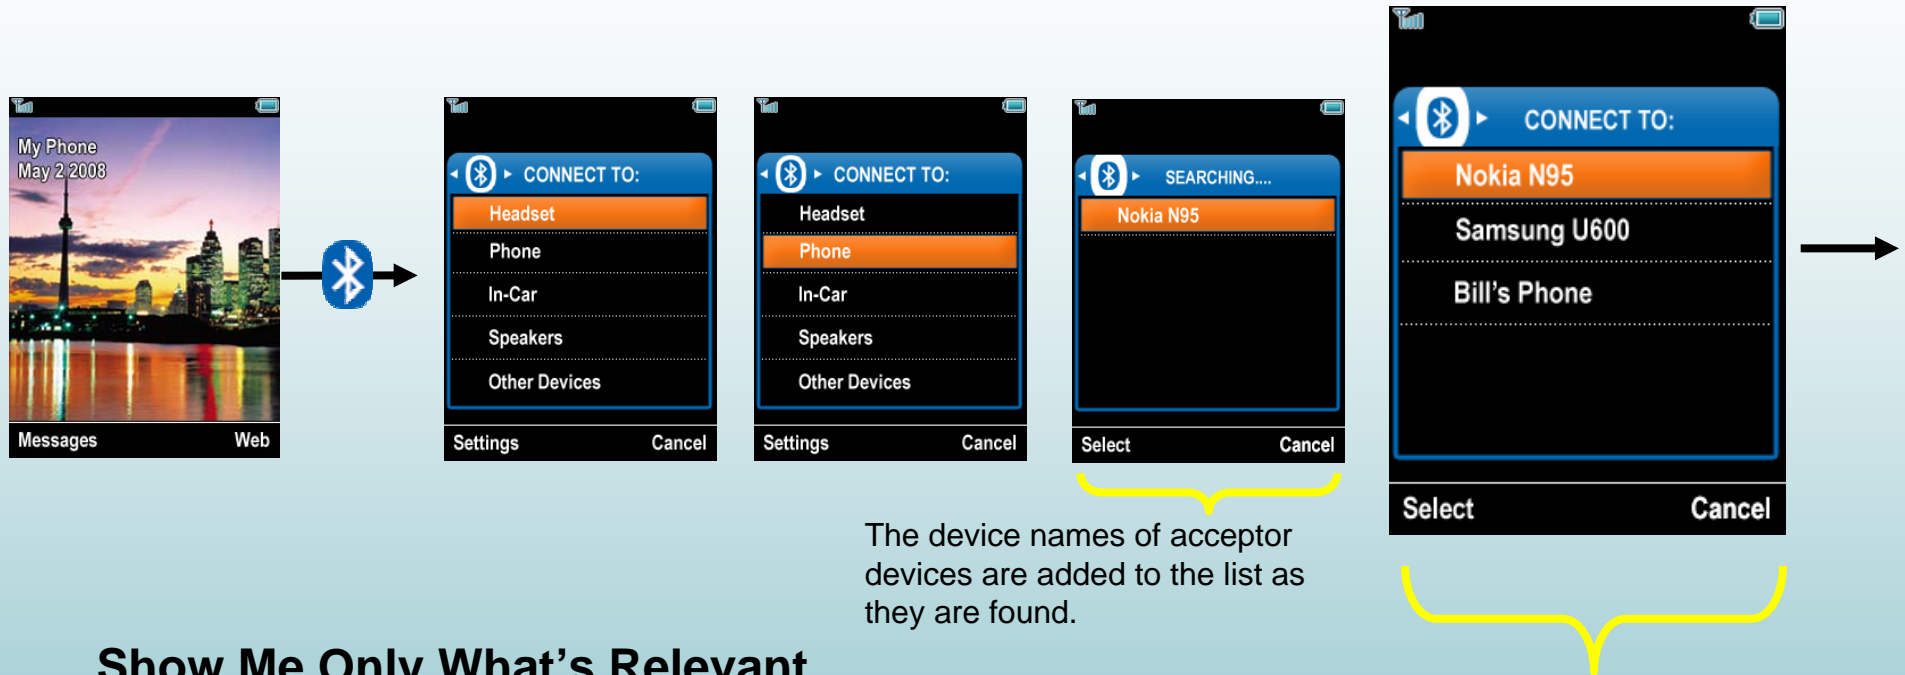 My Phone
May 2 2008
Messages Web
CONNECT TO:
Headset
Phone
In-Car
Speakers
Other Devices
Settings Cancel
CONNECT TO:
Headset
Phone
In-Car
Speakers
Other Devices
Settings Cancel
SEARCHING....
Nokia N95
Select Cancel
The device names of acceptor
devices are added to the list as
they are found.
CONNECT TO:
Nokia N95
Samsung U600
Bill's Phone
Select Cancel
Show Me Only What's Relevant